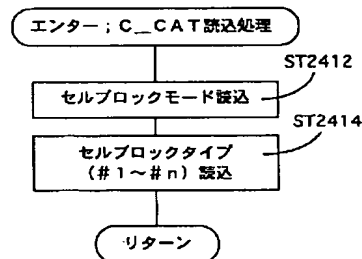 エンター；C＿CAT読込処理
ST2412
セルブロックモード読込
ST2414
セルブロックタイプ
（＃1～＃n）読込
リターン